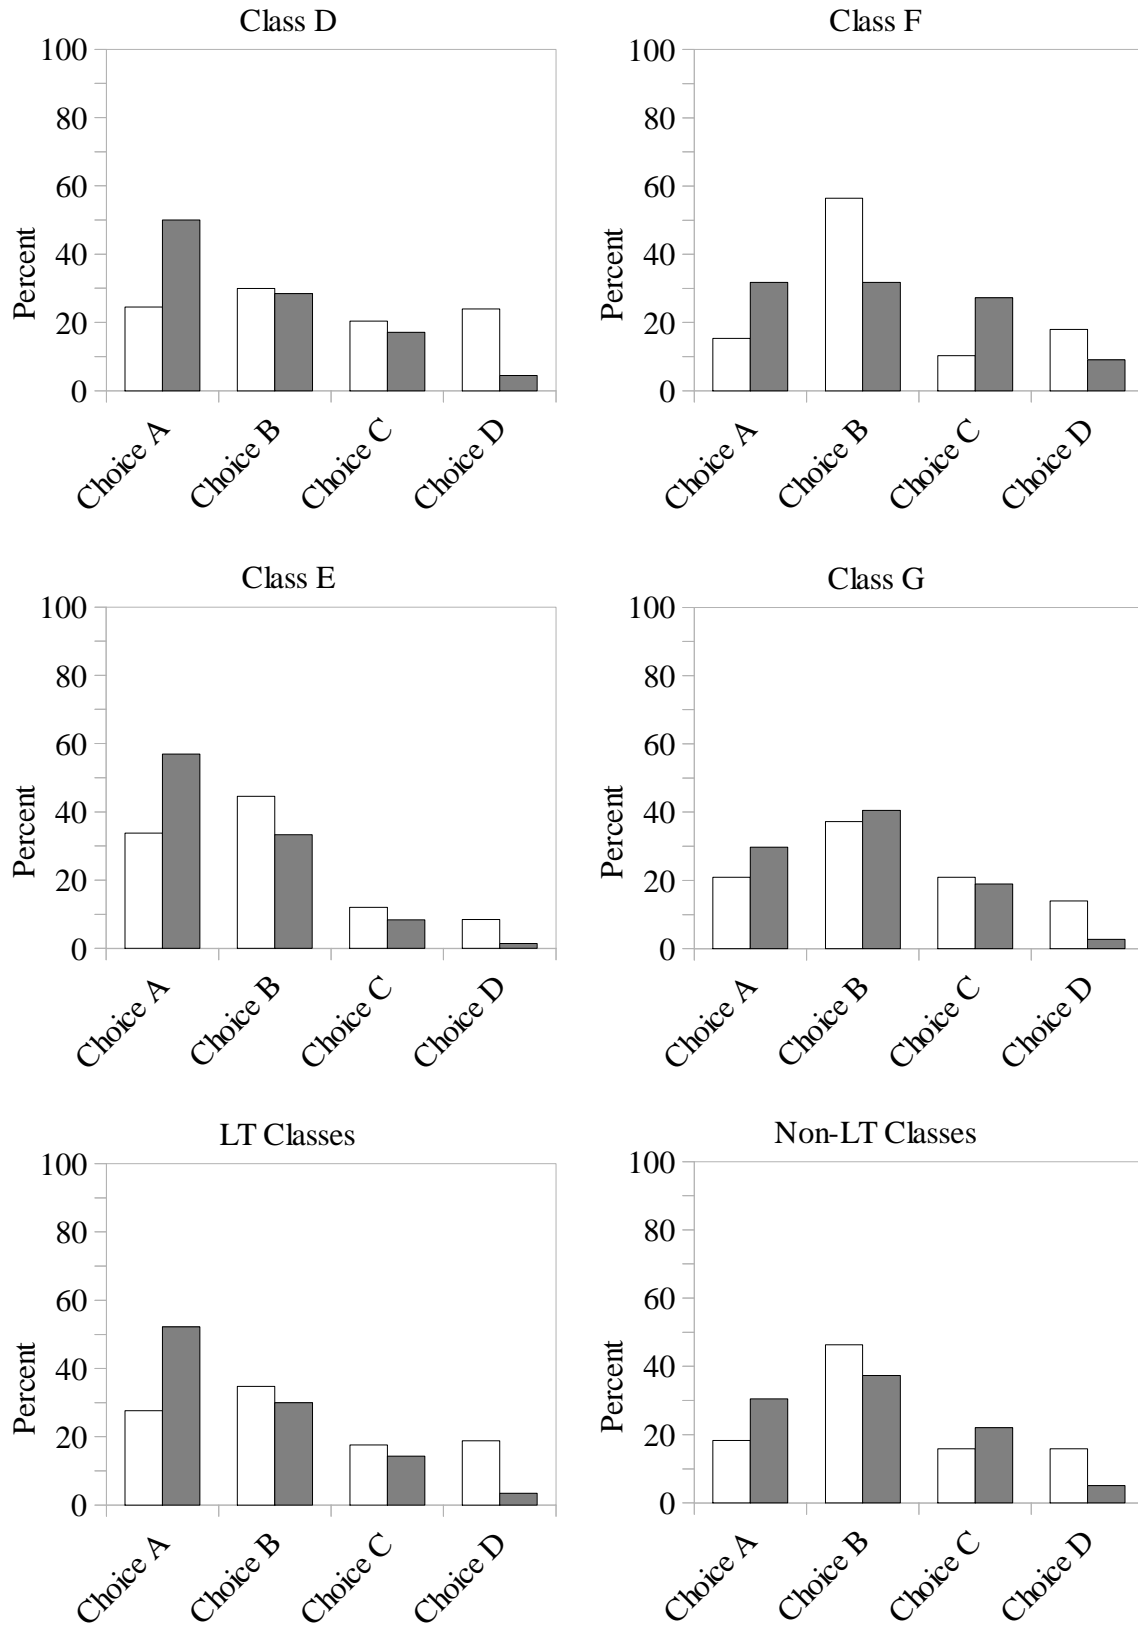 Class D
100
80
60
40
20
0
Percent
Choice A
Choice B
Choice C
Choice D
Class F
100
80
60
40
20
0
Percent
Choice A
Choice B
Choice C
Choice D
Class E
100
80
60
40
20
0
Percent
Choice A
Choice B
Choice C
Choice D
Class G
100
80
60
40
20
0
Percent
Choice A
Choice B
Choice C
Choice D
LT Classes
100
80
60
40
20
0
Percent
Choice A
Choice B
Choice C
Choice D
Non-LT Classes
100
80
60
40
20
0
Percent
Choice A
Choice B
Choice C
Choice D